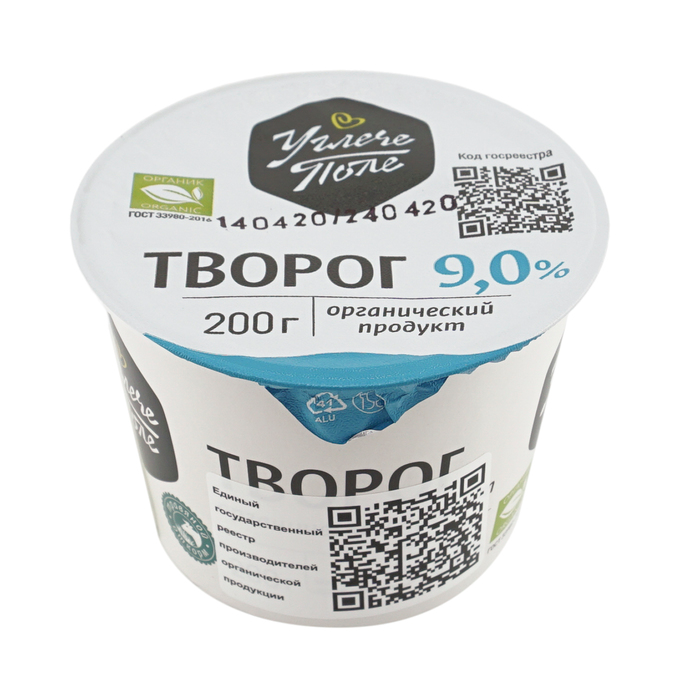 Углече
Поле
Код госреестра
ОРГАНИК
ORGANIC
ГОСТ 33980-2016
140420/240420
ТВОРОГ 9,0%
200 г
органический
продукт
41
ALU
ТВОРОГ
Единый
государственный
реестр
производителей
органической
продукции